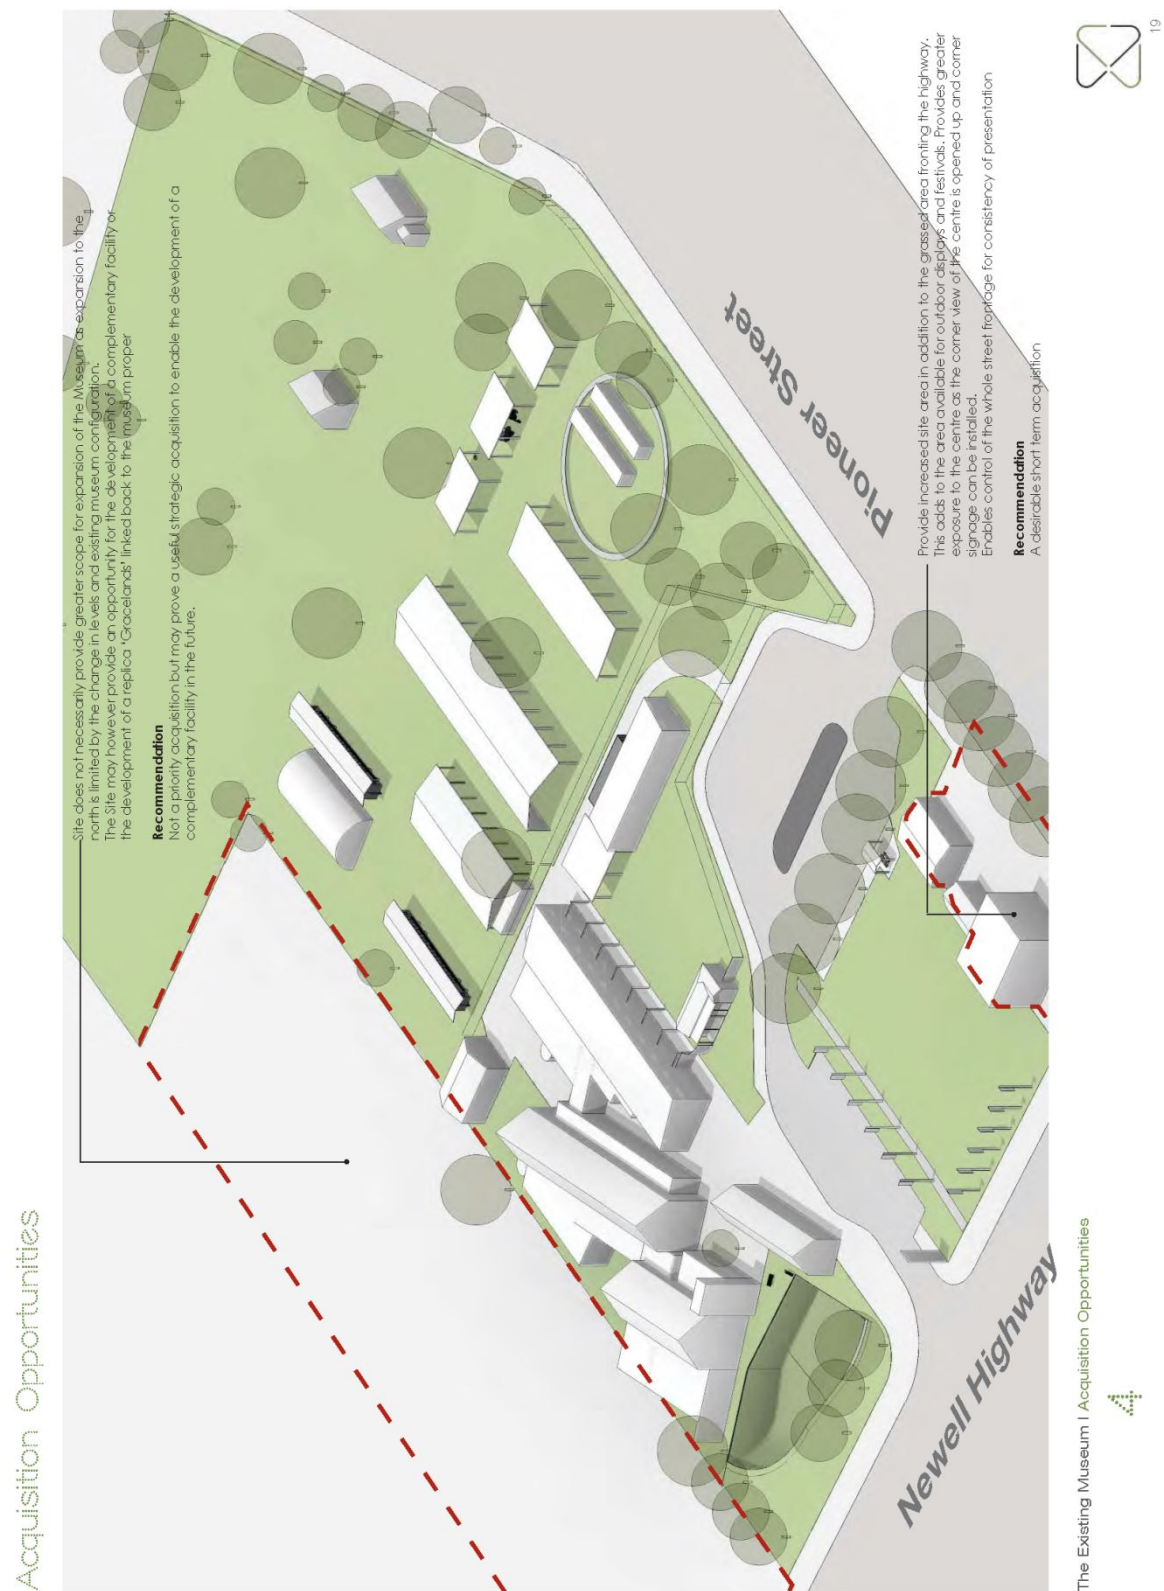 Acquisition Opportunities
Site does not necessarily provide greater scope for expansion of the Museum as expansion to the
north is limited by the change in levels and existing museum configuration.
The Site may however provide an opportunity for the development of a complementary facility or
the development of a replica 'Gracelands' linked back to the museum proper
Recommendation
Not a priority acquisition but may prove a useful strategic acquisition to enable the development of a
complementary facility in the future.
Pioneer Street
Newell Highway
Provide increased site area in addition to the grassed area fronting the highway.
This adds to the area available for outdoor displays and festivals. Provides greater
exposure to the centre as the corner view of the centre is opened up and corner
signage can be installed.
Enables control of the whole street frontage for consistency of presentation
Recommendation
A desirable short term acquisition
The Existing Museum | Acquisition Opportunities
4
19